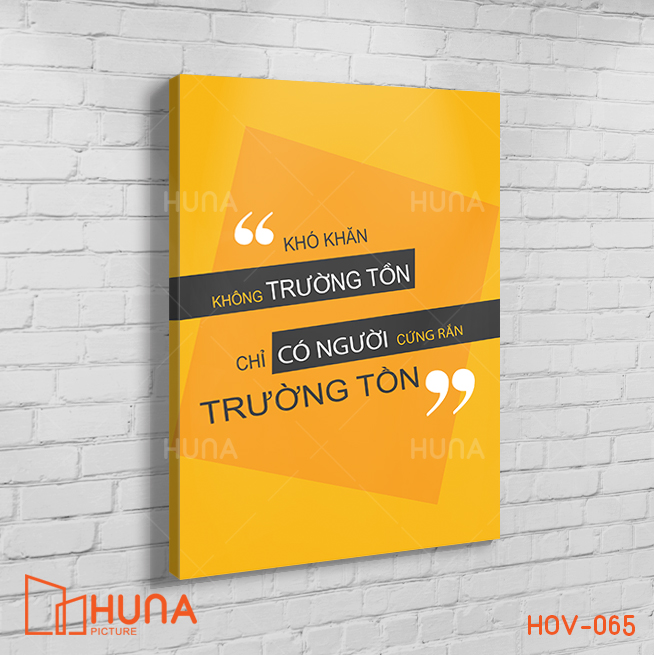 “
KHÓ KHĂN
KHÔNG TRƯỜNG TỒN
CHỈ CÓ NGƯỜI CỨNG RẮN
TRƯỜNG TỒN
”
HUNA HUNA
HUNA HUNA
HUNA
PICTURE
HOV-065